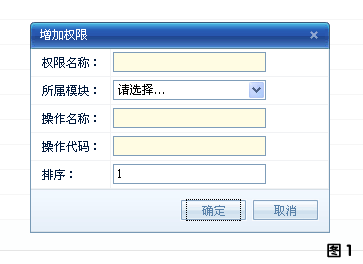 增加权限
权限名称：
所属模块： 请选择...
操作名称：
操作代码：
排序： 1
确定 取消
图 1